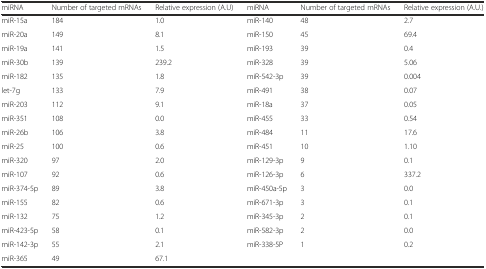 miRNA Number of targeted mRNAs Relative expression (A.U) miRNA Number of targeted mRNAs Relative expression (A.U.)
miR-15a 184 1.0 miR-140 48 2.7
miR-20a 149 8.1 miR-150 45 69.4
miR-19a 141 1.5 miR-193 39 0.4
miR-30b 139 239.2 miR-328 39 5.06
miR-182 135 1.8 miR-542-3p 39 0.004
let-7g 133 7.9 miR-491 38 0.07
miR-203 112 9.1 miR-18a 37 0.05
miR-351 108 0.0 miR-455 33 0.54
miR-26b 106 3.8 miR-484 11 17.6
miR-25 100 0.6 miR-451 10 1.10
miR-320 97 2.0 miR-129-3p 9 0.1
miR-107 92 0.6 miR-126-3p 6 337.2
miR-374-5p 89 3.8 miR-450a-5p 3 0.0
miR-155 82 0.6 miR-671-3p 3 0.1
miR-132 75 1.2 miR-345-3p 2 0.1
miR-423-5p 58 0.1 miR-582-3p 2 0.0
miR-142-3p 55 2.1 miR-338-5P 1 0.2
miR-365 49 67.1